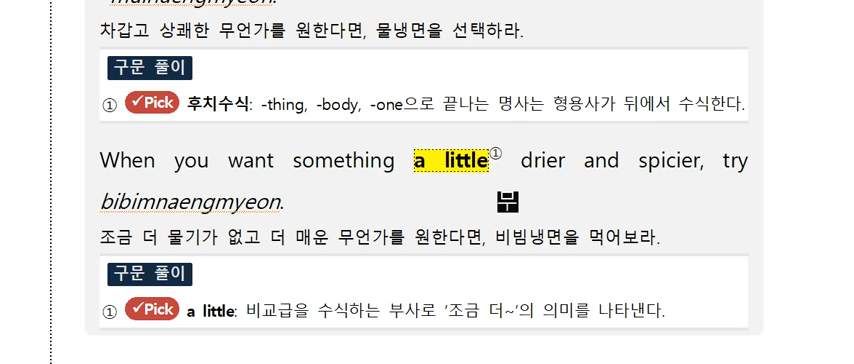 mulnaengmyeon.
차갑고 상쾌한 무언가를 원한다면, 물냉면을 선택하라.
구문 풀이
① ✓Pick 후치수식: -thing, -body, -one으로 끝나는 명사는 형용사가 뒤에서 수식한다.
When you want something a little① drier and spicier, try
bibimnaengmyeon.
조금 더 물기가 없고 더 매운 무언가를 원한다면, 비빔냉면을 먹어보라.
구문 풀이
① ✓Pick a little: 비교급을 수식하는 부사로 ‘조금 더~’의 의미를 나타낸다.